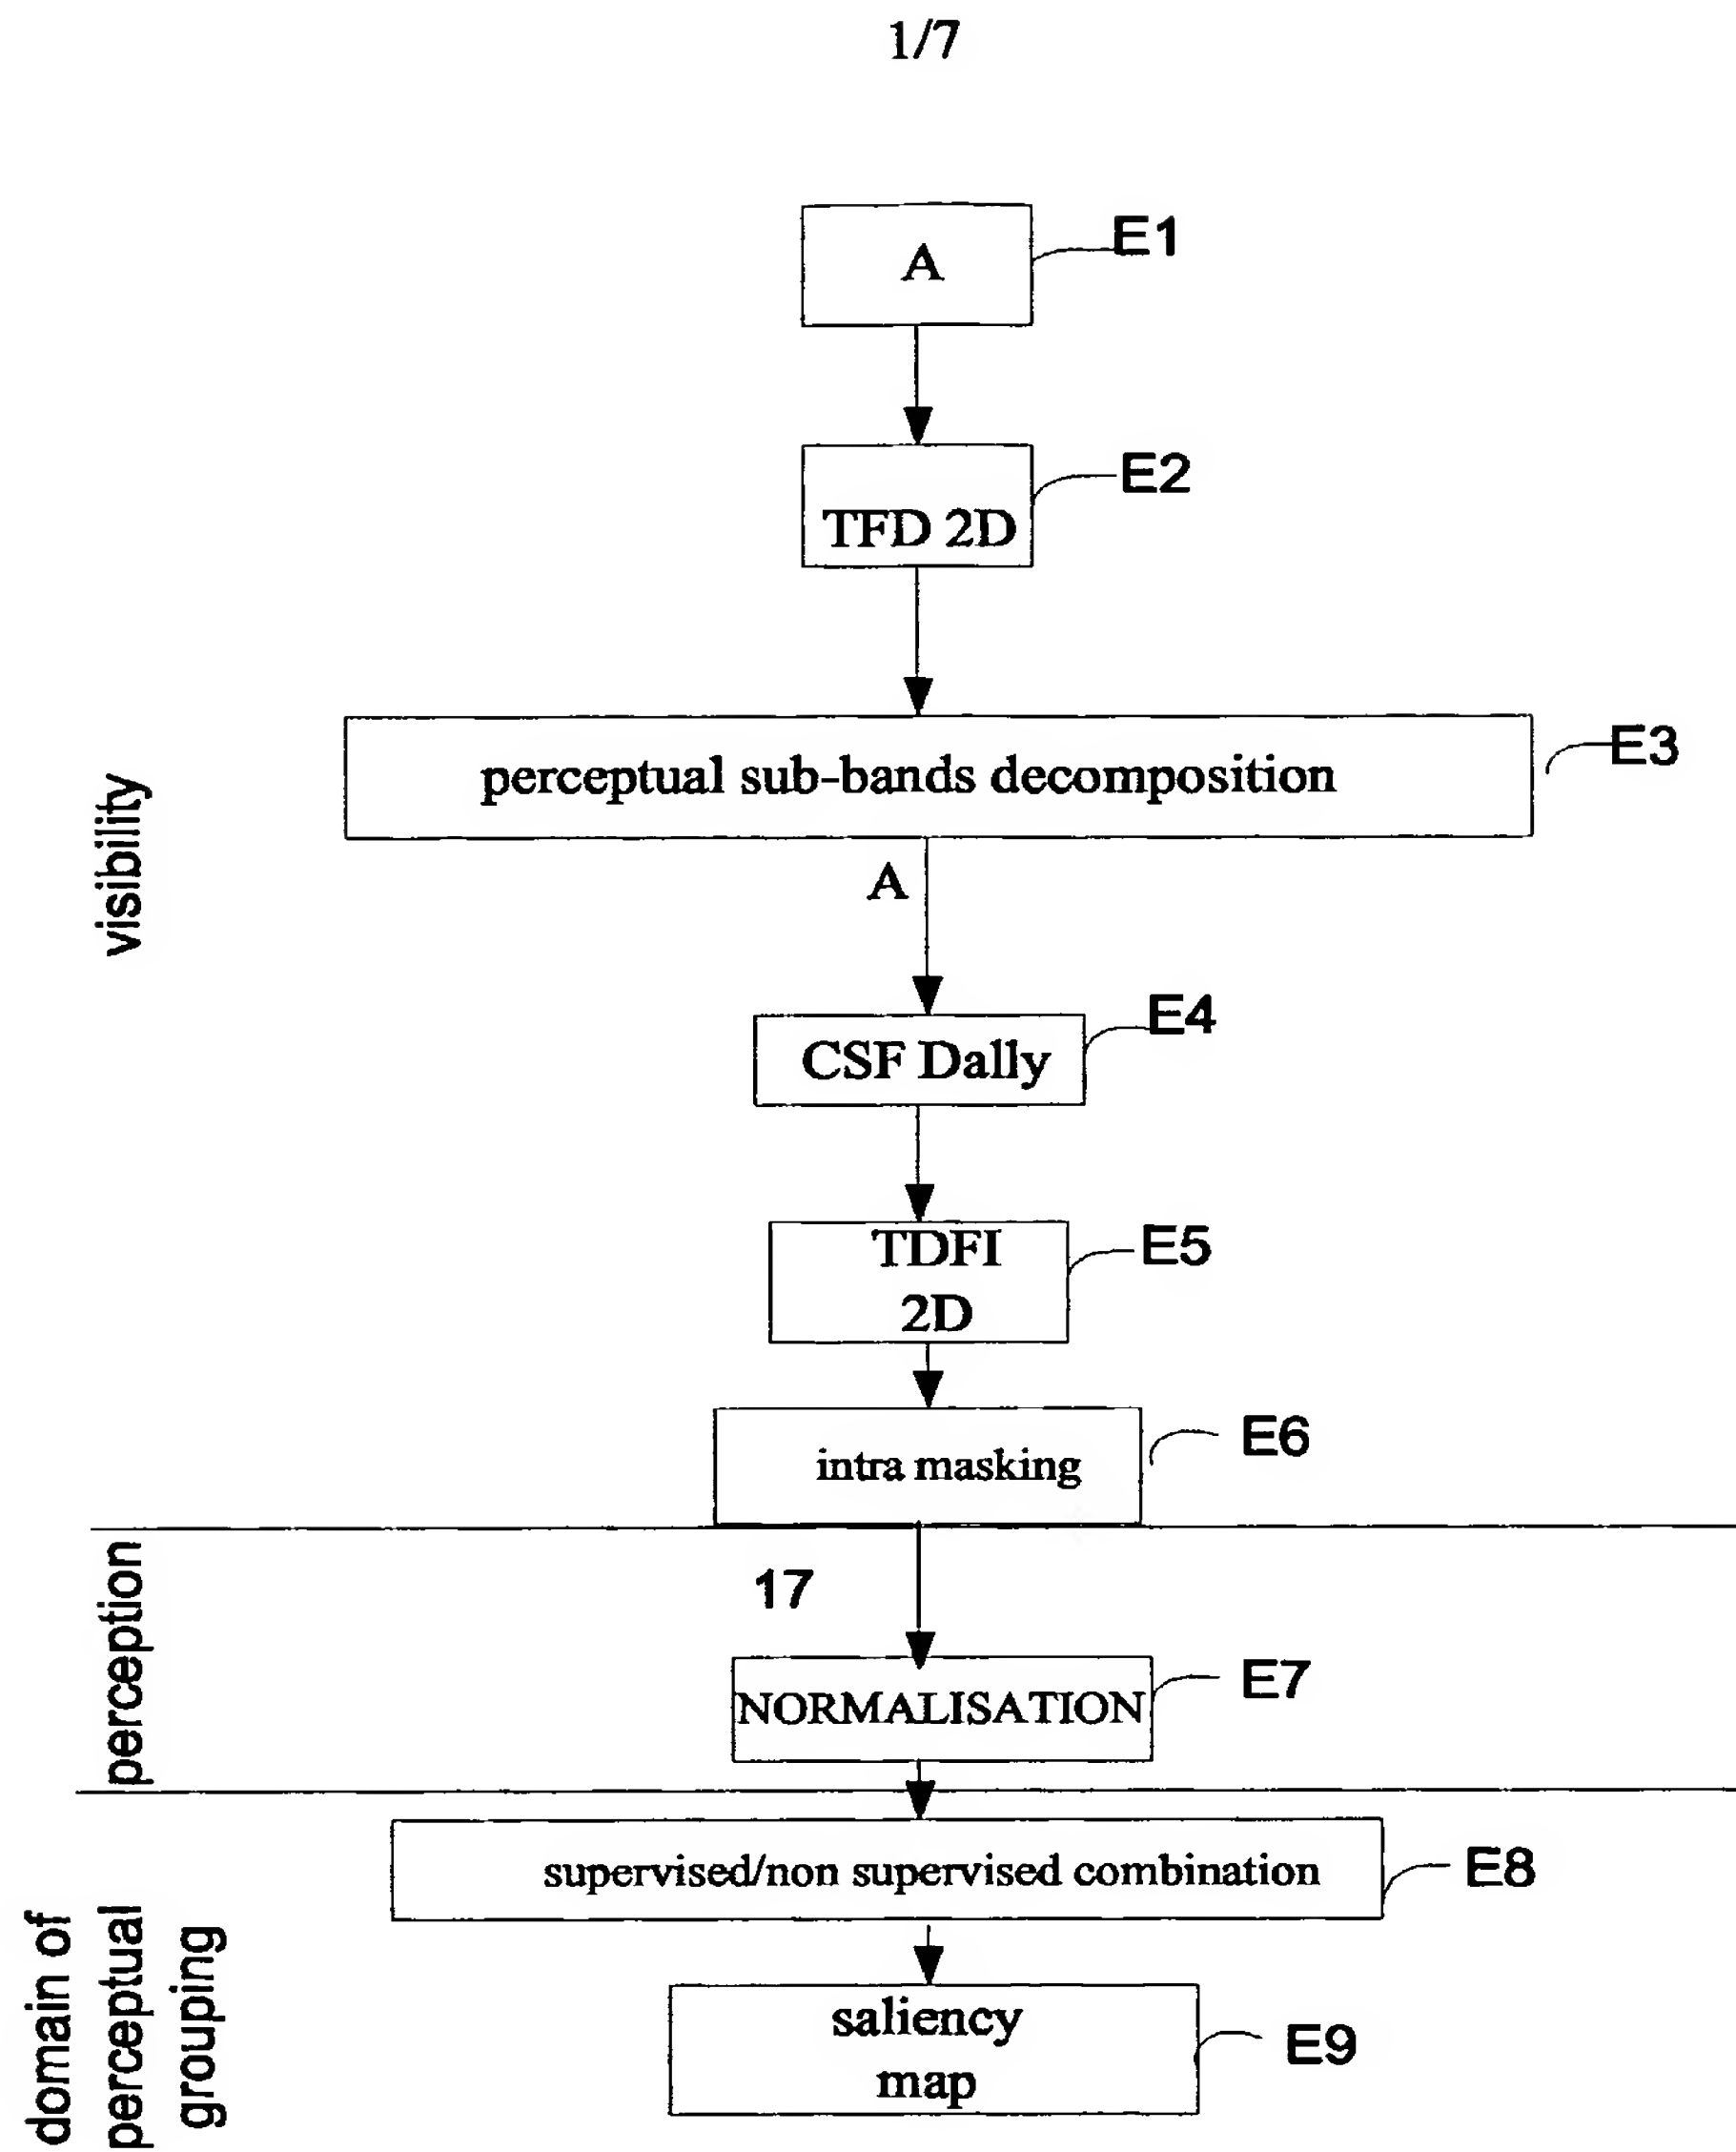 1/7
A
E1
TFD 2D
E2
perceptual sub-bands decomposition
E3
visibility
A
CSF Dally
E4
TDFI
2D
E5
intra masking
E6
perception
17
NORMALISATION
E7
supervised/non supervised combination
E8
domain of
perceptual
grouping
saliency
map
E9